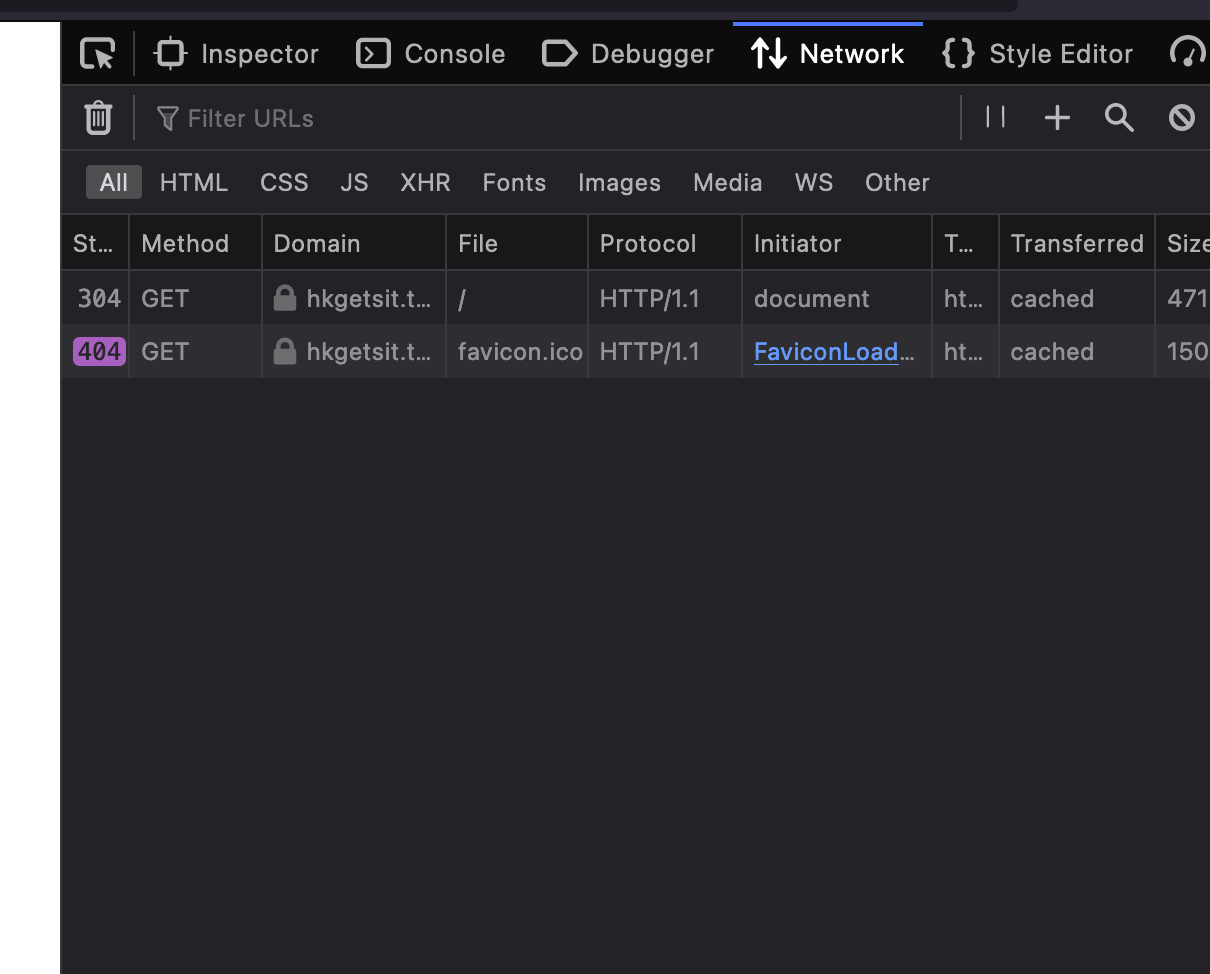 Inspector Console Debugger Network Style Editor
Filter URLs
All HTML CSS JS XHR Fonts Images Media WS Other
St... Method Domain File Protocol Initiator T... Transferred Size
304 GET hkgetsit.t... / HTTP/1.1 document ht... cached 471
404 GET hkgetsit.t... favicon.ico HTTP/1.1 FaviconLoad... ht... cached 150